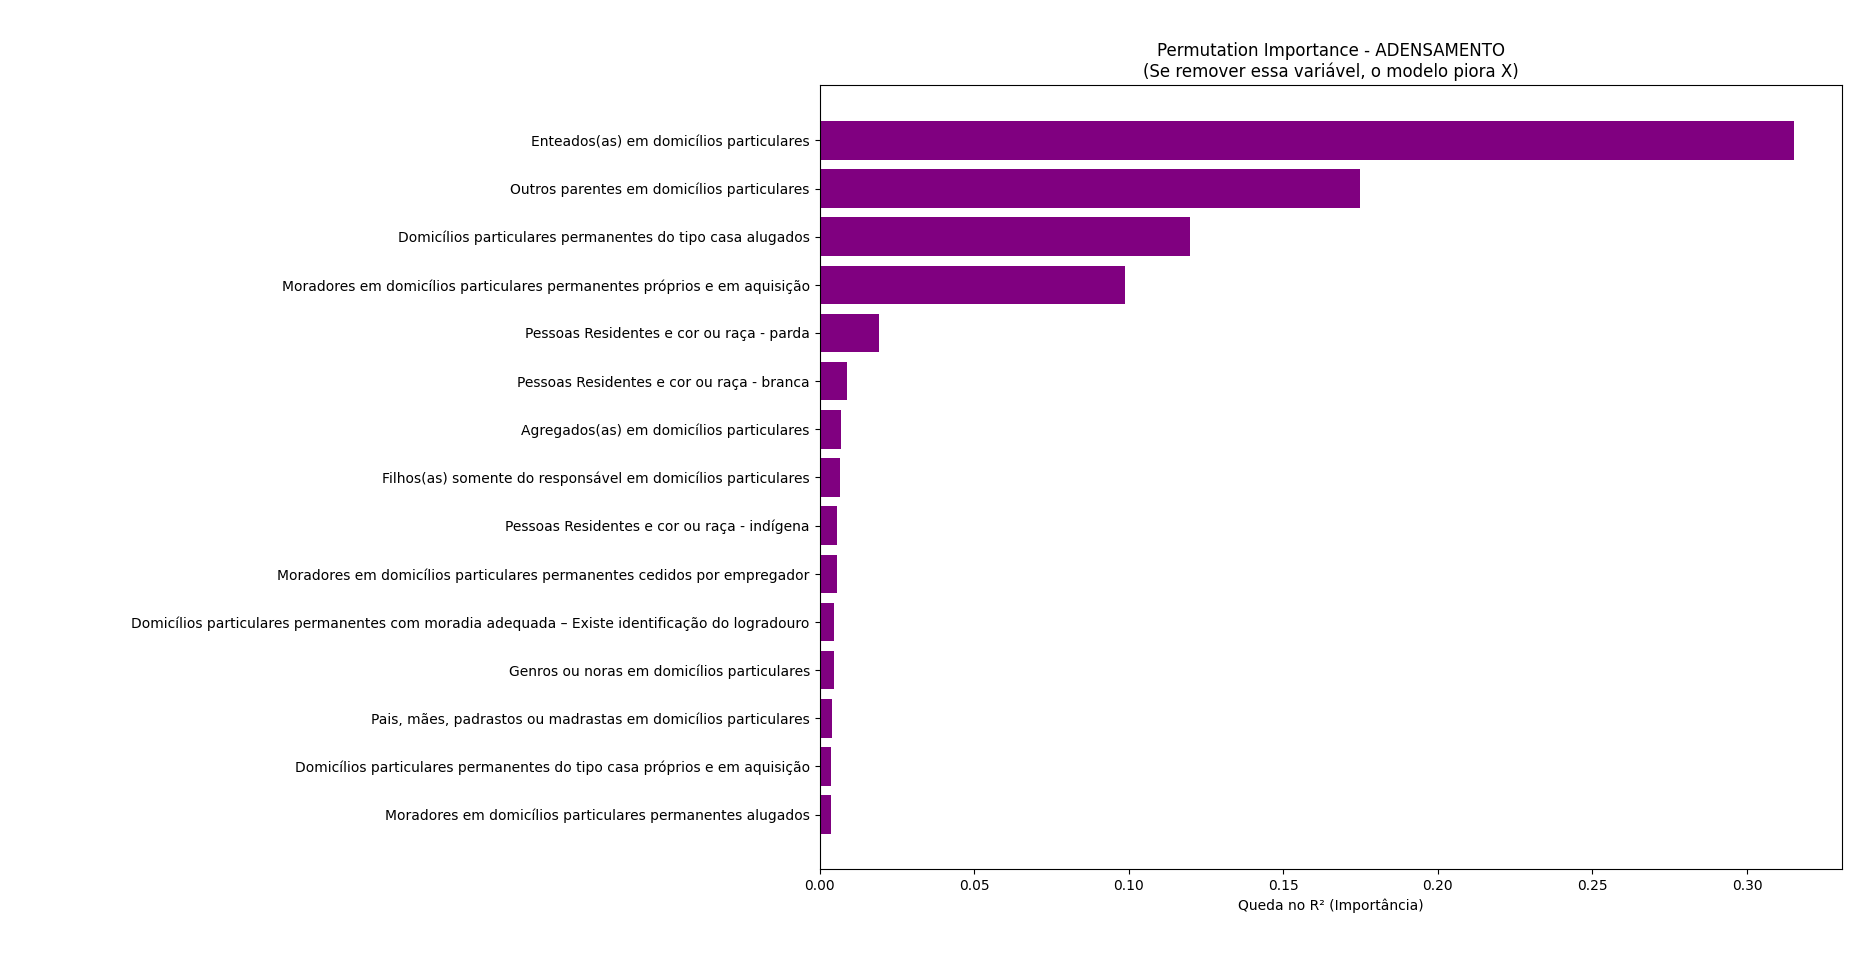 Permutation Importance - ADENSAMENTO
(Se remover essa variável, o modelo piora X)
Enteados(as) em domicílios particulares
Outros parentes em domicílios particulares
Domicílios particulares permanentes do tipo casa alugados
Moradores em domicílios particulares permanentes próprios e em aquisição
Pessoas Residentes e cor ou raça - parda
Pessoas Residentes e cor ou raça - branca
Agregados(as) em domicílios particulares
Filhos(as) somente do responsável em domicílios particulares
Pessoas Residentes e cor ou raça - indígena
Moradores em domicílios particulares permanentes cedidos por empregador
Domicílios particulares permanentes com moradia adequada – Existe identificação do logradouro
Genros ou noras em domicílios particulares
Pais, mães, padrastos ou madrastas em domicílios particulares
Domicílios particulares permanentes do tipo casa próprios e em aquisição
Moradores em domicílios particulares permanentes alugados
0.00 0.05 0.10 0.15 0.20 0.25 0.30
Queda no R² (Importância)